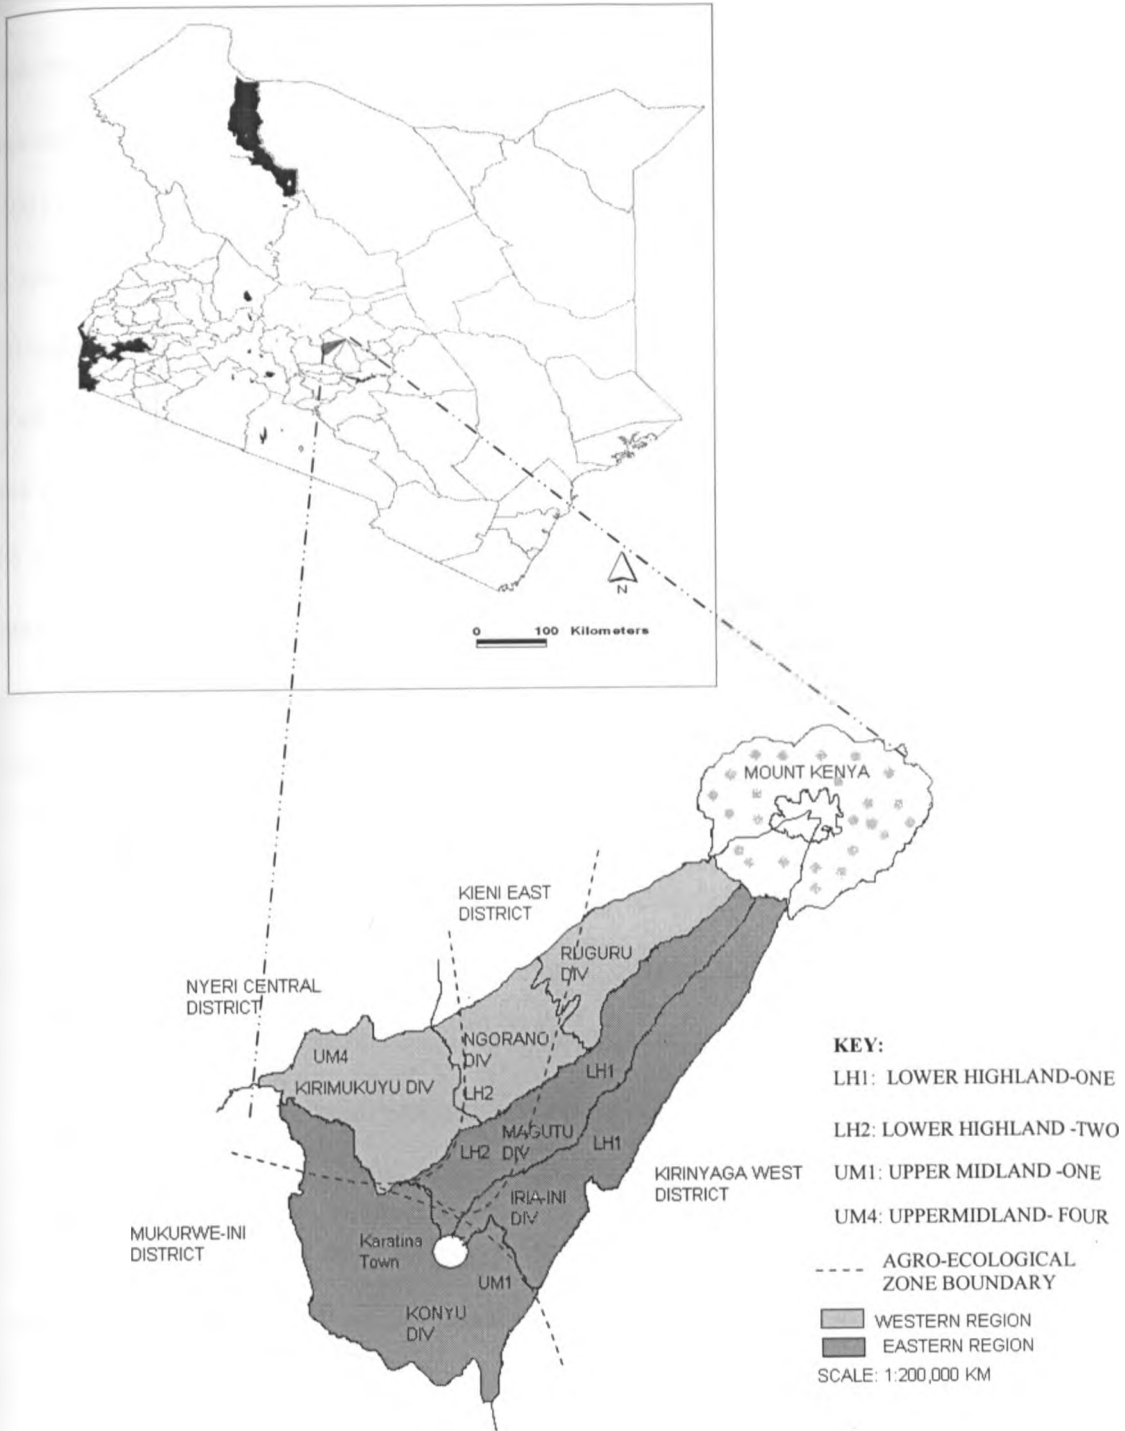 N
0 100 Kilometers
MOUNT KENYA
KIENI EAST
DISTRICT
RUGURU
DIV
NYERI CENTRAL
DISTRICT
NGORANO
DIV
UM4
KIRIMUKUYU DIV
LH2
LH1
MAGUTU
DIV
LH2
LH1
KIRINYAGA WEST
DISTRICT
IRIA-INI
DIV
MUKURWE-INI
DISTRICT
Karatina
Town
UM1
KONYU
DIV
KEY:
LH1: LOWER HIGHLAND-ONE
LH2: LOWER HIGHLAND -TWO
UM1: UPPER MIDLAND -ONE
UM4: UPPERMIDLAND- FOUR
AGRO-ECOLOGICAL
ZONE BOUNDARY
WESTERN REGION
EASTERN REGION
SCALE: 1:200,000 KM